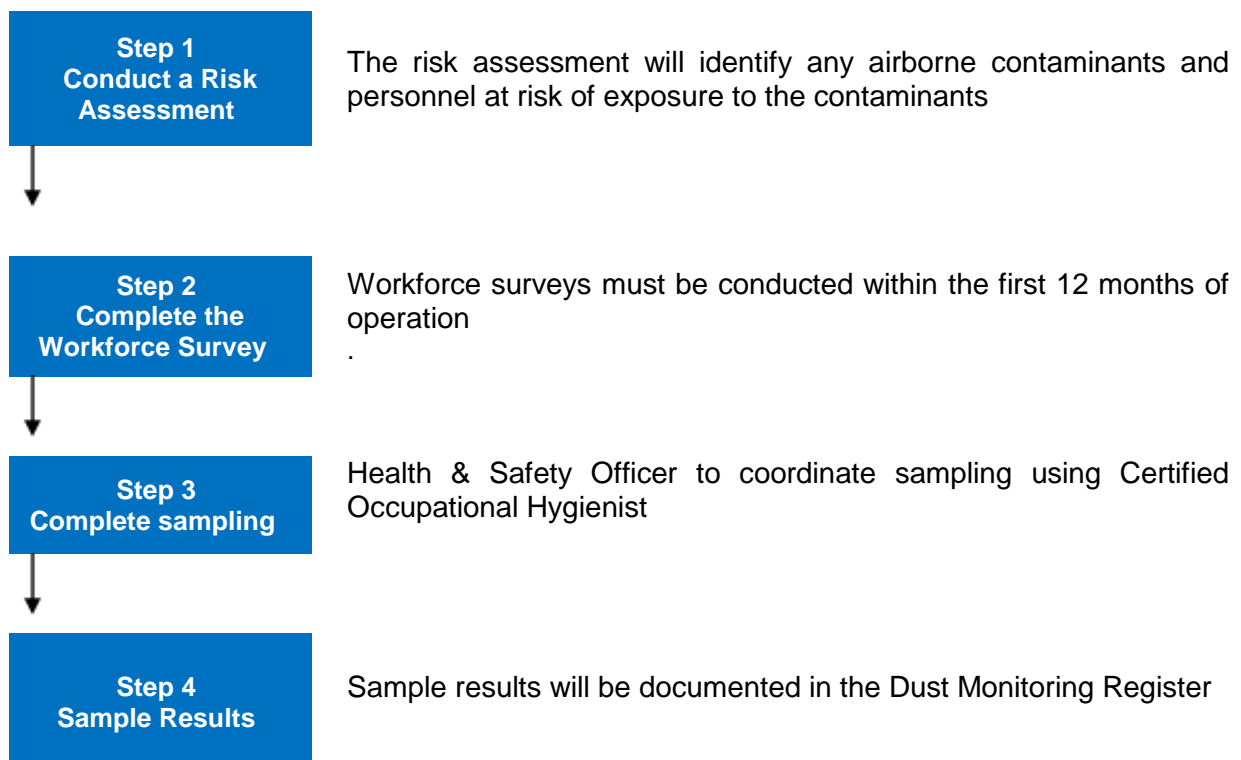 Step 1
Conduct a Risk
Assessment
The risk assessment will identify any airborne contaminants and
personnel at risk of exposure to the contaminants
Step 2
Complete the
Workforce Survey
Workforce surveys must be conducted within the first 12 months of
operation
.
Step 3
Complete sampling
Health & Safety Officer to coordinate sampling using Certified
Occupational Hygienist
Step 4
Sample Results
Sample results will be documented in the Dust Monitoring Register